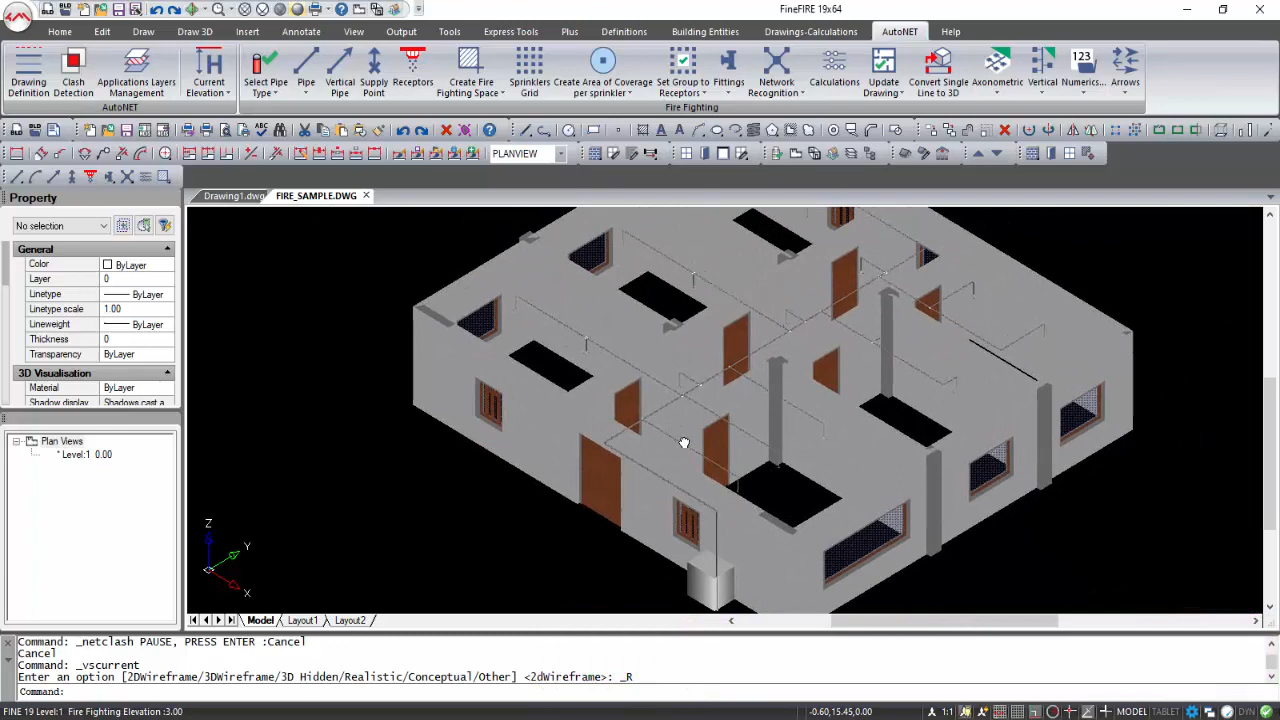 FineFIRE 19x64
Home Edit Draw Draw 3D Insert Annotate View Output Tools Express Tools Plus Definitions Building Entities Drawings-Calculations AutoNET Help
Drawing Definition
Clash Detection
Applications Layers Management
Current Elevation
Select Pipe Type
Pipe
Vertical Pipe
Supply Point
Receptors
Create Fire Fighting Space
Sprinklers Grid
Create Area of Coverage per sprinkler
Set Group to Receptors
Fittings
Network Recognition
Calculations
Update Drawing
Convert Single Line to 3D
Axonometric
Vertical
123
Numeric...
Arrows
AutoNET
Fire Fighting
PLANVIEW
Property
Drawing1.dwg FIRE_SAMPLE.DWG
No selection
General
Color ByLayer
Layer 0
Linetype ByLayer
Linetype scale 1.00
Lineweight ByLayer
Thickness 0
Transparency ByLayer
3D Visualisation
Material ByLayer
Shadow display Shadows cast a
Plan Views
* Level:1 0.00
Z
Y
X
Model Layout1 Layout2
Command: _netclash PAUSE, PRESS ENTER :Cancel
Cancel
Command: _vscurrent
Enter an option [2DWireframe/3DWireframe/3D Hidden/Realistic/Conceptual/Other] <2dWireframe>: _R
Command:
FINE 19 Level:1 Fire Fighting Elevation :3.00 -0.60,15.45,0.00 1:1 MODEL TABLET DYN